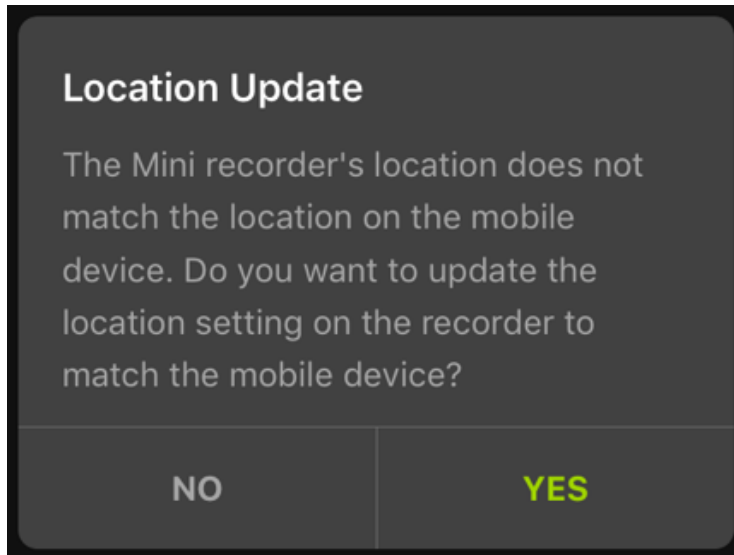 Location Update
The Mini recorder's location does not
match the location on the mobile
device. Do you want to update the
location setting on the recorder to
match the mobile device?
NO
YES